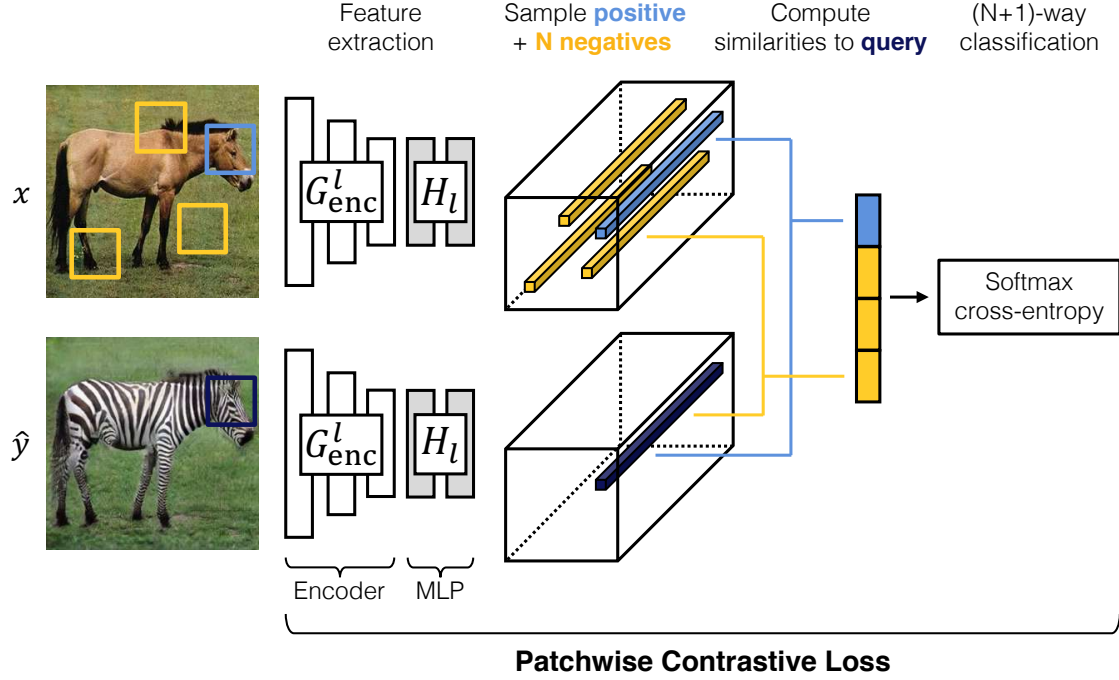 Feature
extraction
Sample positive
+ N negatives
Compute
similarities to query
(N+1)-way
classification
x
G^l_enc
H_l
Softmax
cross-entropy
ŷ
G^l_enc
H_l
Encoder
MLP
Patchwise Contrastive Loss